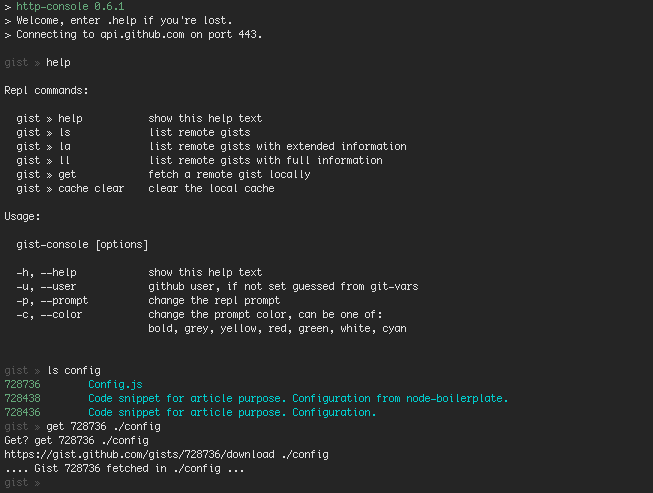 > http-console 0.6.1
> Welcome, enter .help if you're lost.
> Connecting to api.github.com on port 443.
gist » help
Repl commands:
gist » help show this help text
gist » ls list remote gists
gist » la list remote gists with extended information
gist » ll list remote gists with full information
gist » get fetch a remote gist locally
gist » cache clear clear the local cache
Usage:
gist-console [options]
-h, --help show this help text
-u, --user github user, if not set guessed from git-vars
-p, --prompt change the repl prompt
-c, --color change the prompt color, can be one of:
bold, grey, yellow, red, green, white, cyan
gist » ls config
728736 Config.js
728438 Code snippet for article purpose. Configuration from node-boilerplate.
728436 Code snippet for article purpose. Configuration.
gist » get 728736 ./config
Get? get 728736 ./config
https://gist.github.com/gists/728736/download ./config
.... Gist 728736 fetched in ./config ...
gist »